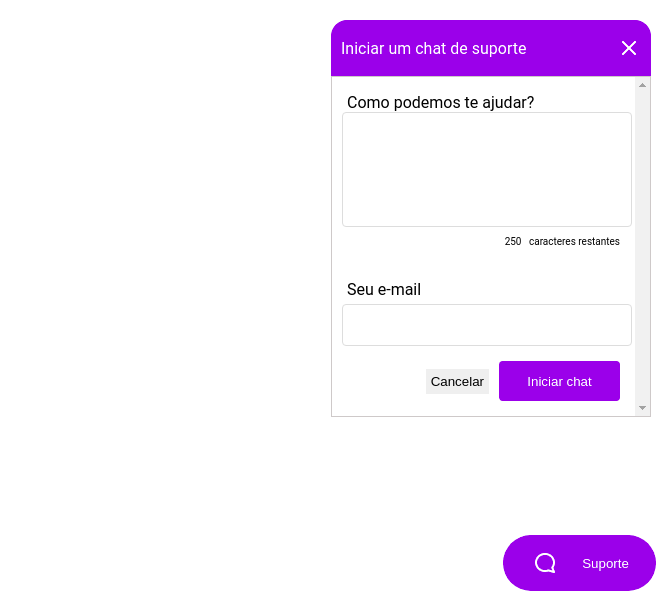 Iniciar um chat de suporte
Como podemos te ajudar?
250 caracteres restantes
Seu e-mail
Cancelar
Iniciar chat
Suporte